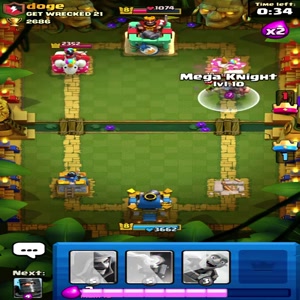 doge
GET WRECKED 21
2686
1074
Time left:
0:34
x2
2352
Mega Knight
lvl 10
3662
Next: